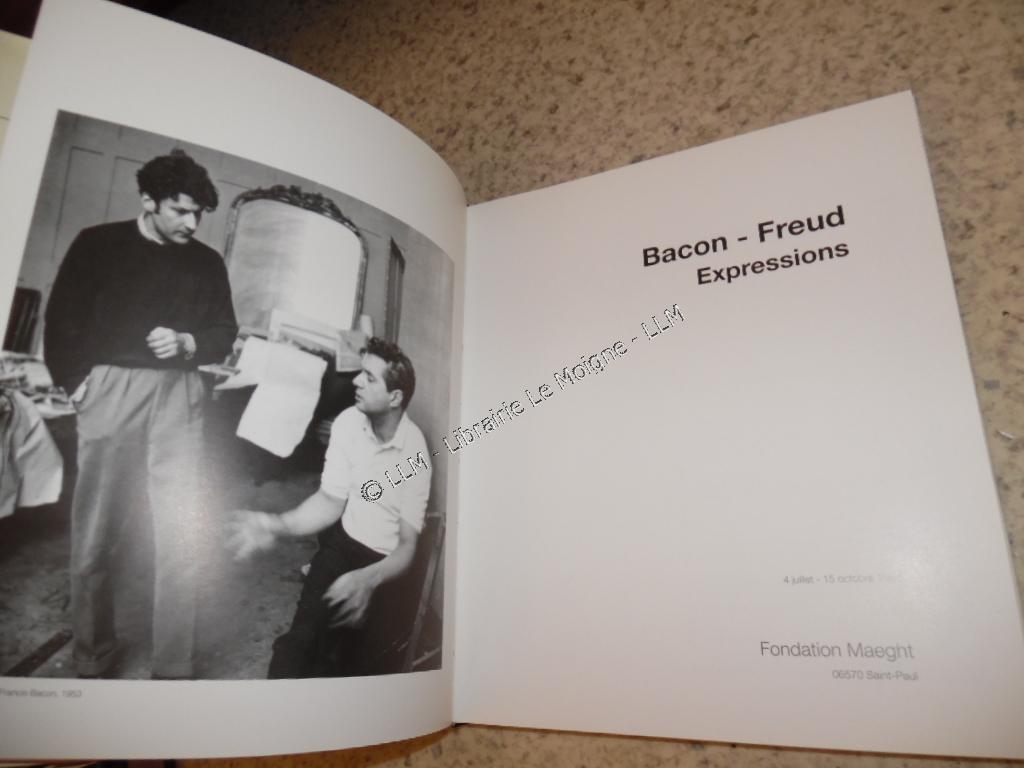 Francis Bacon, 1953
Bacon - Freud
Expressions
© LLM - Librairie Le Moigne - LLM
4 juillet - 15 octobre
Fondation Maeght
06570 Saint-Paul